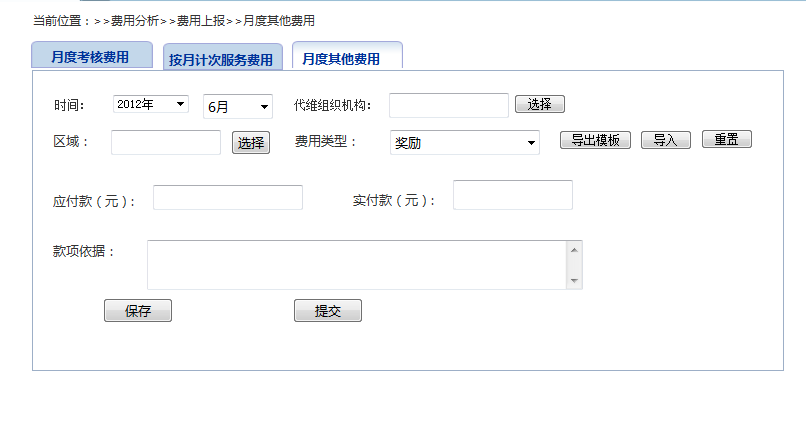 当前位置：>>费用分析>>费用上报>>月度其他费用
月度考核费用 按月计次服务费用 月度其他费用
时间： 2012年 6月 代维组织机构： 选择
区域： 选择 费用类型： 奖励 导出模板 导入 重置
应付款（元）： 实付款（元）：
款项依据：
保存 提交